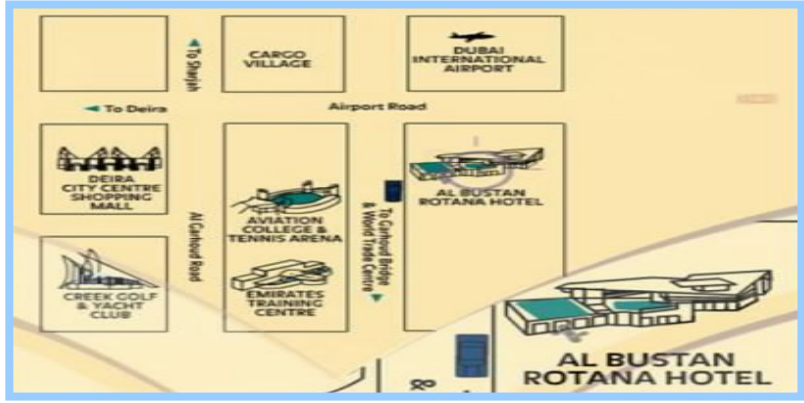 To Sharjah
CARGO
VILLAGE
DUBAI
INTERNATIONAL
AIRPORT
To Deira
Airport Road
DEIRA
CITY CENTRE
SHOPPING
MALL
Al Garhoud Road
AVIATION
COLLEGE &
TENNIS ARENA
To Garhoud Bridge
& World Trade Centre
AL BUSTAN
ROTANA HOTEL
CREEK GOLF
& YACHT
CLUB
EMIRATES
TRAINING
CENTRE
AL BUSTAN
ROTANA HOTEL